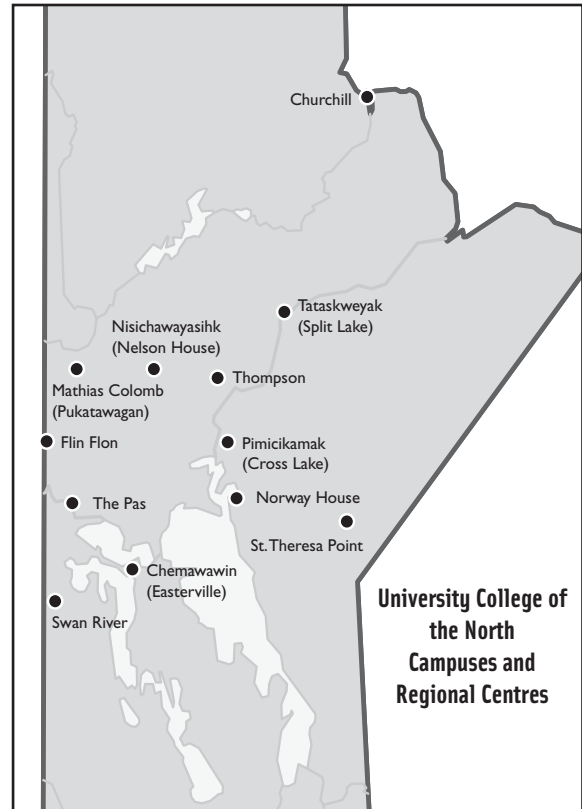 Churchill
Tataskweyak
(Split Lake)
Nisichawayasihk
(Nelson House)
Thompson
Mathias Colomb
(Pukatawagan)
Flin Flon
Pimicikamak
(Cross Lake)
The Pas
Norway House
St. Theresa Point
Chemawawin
(Easterville)
Swan River
University College of
the North
Campuses and
Regional Centres